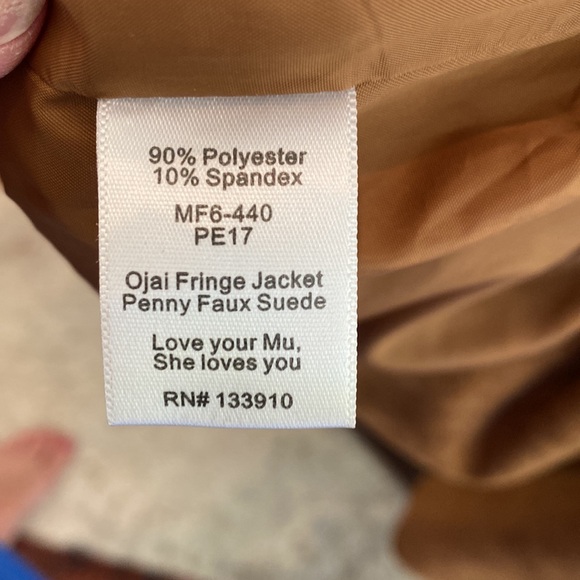 90% Polyester
10% Spandex
MF6-440
PE17
Ojai Fringe Jacket
Penny Faux Suede
Love your Mu,
She loves you
RN# 133910